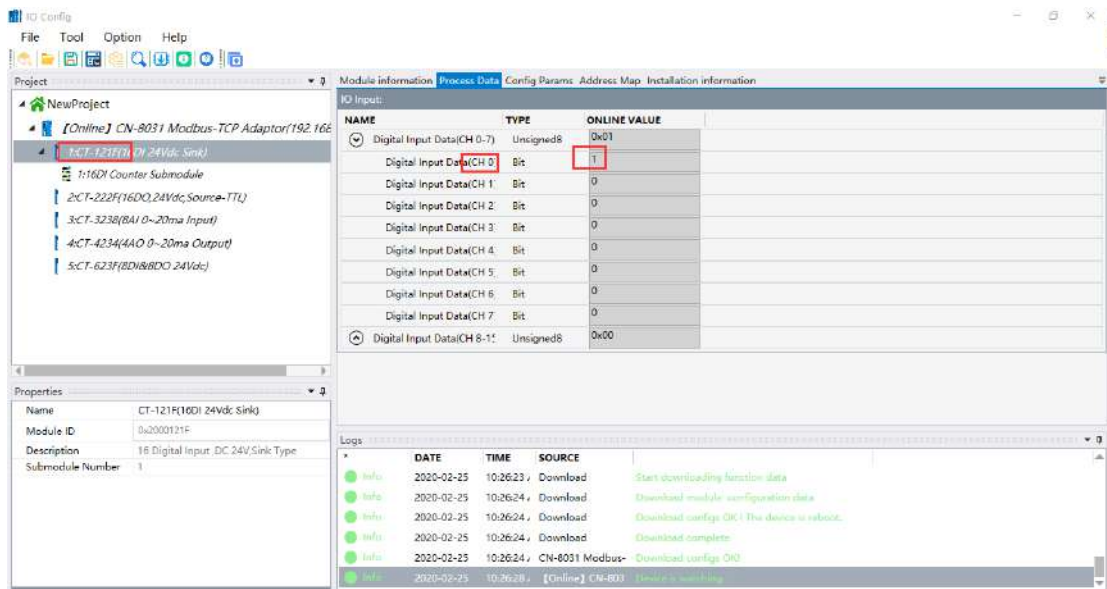 IO Config
File Tool Option Help
Project
NewProject
[Online] CN-8031 Modbus-TCP Adaptor(192.168
1:CT-121F(16DI 24Vdc Sink)
1:16DI Counter Submodule
2:CT-222F(16DO,24Vdc,Source-TTL)
3:CT-3238(8AI 0~20ma Input)
4:CT-4234(4AO 0~20ma Output)
5:CT-623F(8DI&8DO 24Vdc)
Properties
Name CT-121F(16DI 24Vdc Sink)
Module ID 0x2000121F
Description 16 Digital Input ,DC 24V,Sink Type
Submodule Number 1
Module information Process Data Config Params Address Map Installation information
IO Input:
NAME TYPE ONLINE VALUE
Digital Input Data(CH 0-7) Unsigned8 0x01
Digital Input Data(CH 0 Bit 1
Digital Input Data(CH 1 Bit 0
Digital Input Data(CH 2 Bit 0
Digital Input Data(CH 3 Bit 0
Digital Input Data(CH 4 Bit 0
Digital Input Data(CH 5 Bit 0
Digital Input Data(CH 6 Bit 0
Digital Input Data(CH 7 Bit 0
Digital Input Data(CH 8-1 Unsigned8 0x00
Logs
DATE TIME SOURCE
Info 2020-02-25 10:26:23 Download Start downloading function data
Info 2020-02-25 10:26:24 Download Download module configuration data
Info 2020-02-25 10:26:24 Download Download configs OK! The device is reboot.
Info 2020-02-25 10:26:24 Download Download complete
Info 2020-02-25 10:26:24 CN-8031 Modbus- Download configs OK!
Info 2020-02-25 10:26:28 [Online] CN-803 Device is